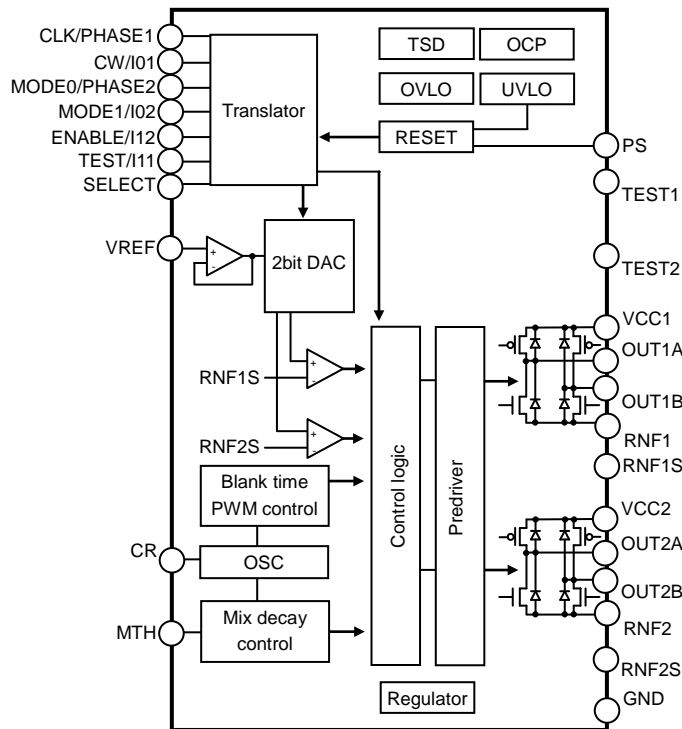 CLK/PHASE1
CW/I01
MODE0/PHASE2
MODE1/I02
ENABLE/I12
TEST/I11
SELECT
Translator
TSD
OCP
OVLO
UVLO
RESET
PS
TEST1
VREF
+
-
2bit DAC
TEST2
VCC1
OUT1A
OUT1B
RNF1
RNF1S
RNF1S
+
-
RNF2S
+
-
Control logic
Predriver
Blank time
PWM control
CR
OSC
MTH
Mix decay
control
VCC2
OUT2A
OUT2B
RNF2
RNF2S
GND
Regulator